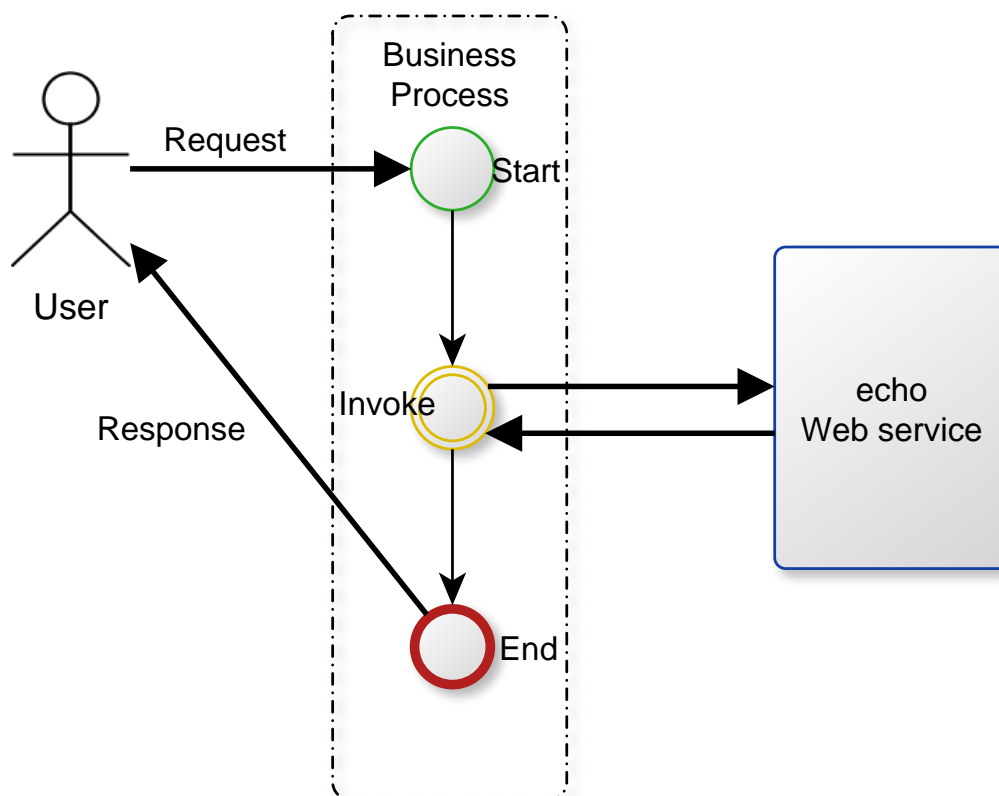 Business
Process
Request
Start
User
Invoke
echo
Web service
Response
End